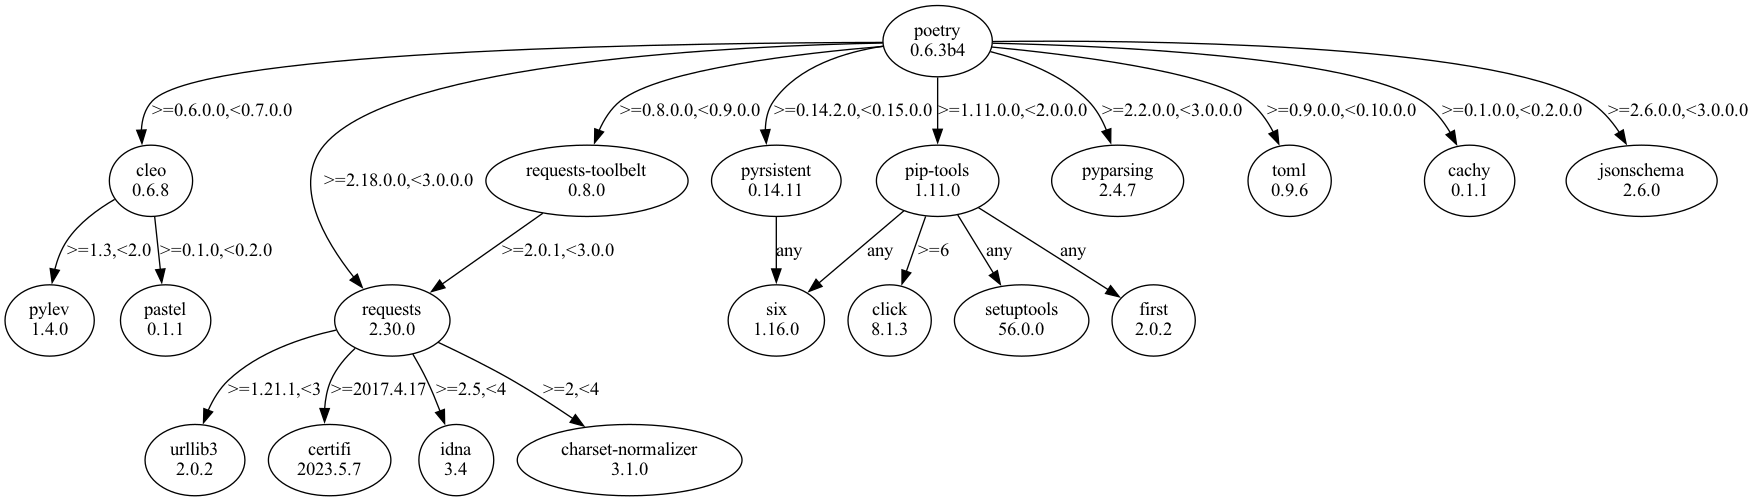 poetry
0.6.3b4
>=0.6.0.0,<0.7.0.0
>=0.8.0.0,<0.9.0.0
>=0.14.2.0,<0.15.0.0
>=1.11.0.0,<2.0.0.0
>=2.2.0.0,<3.0.0.0
>=0.9.0.0,<0.10.0.0
>=0.1.0.0,<0.2.0.0
>=2.6.0.0,<3.0.0.0
cleo
0.6.8
>=2.18.0.0,<3.0.0.0
requests-toolbelt
0.8.0
pyrsistent
0.14.11
pip-tools
1.11.0
pyparsing
2.4.7
toml
0.9.6
cachy
0.1.1
jsonschema
2.6.0
>=1.3,<2.0
>=0.1.0,<0.2.0
>=2.0.1,<3.0.0
any
any
>=6
any
any
pylev
1.4.0
pastel
0.1.1
requests
2.30.0
six
1.16.0
click
8.1.3
setuptools
56.0.0
first
2.0.2
>=1.21.1,<3
>=2017.4.17
>=2.5,<4
>=2,<4
urllib3
2.0.2
certifi
2023.5.7
idna
3.4
charset-normalizer
3.1.0